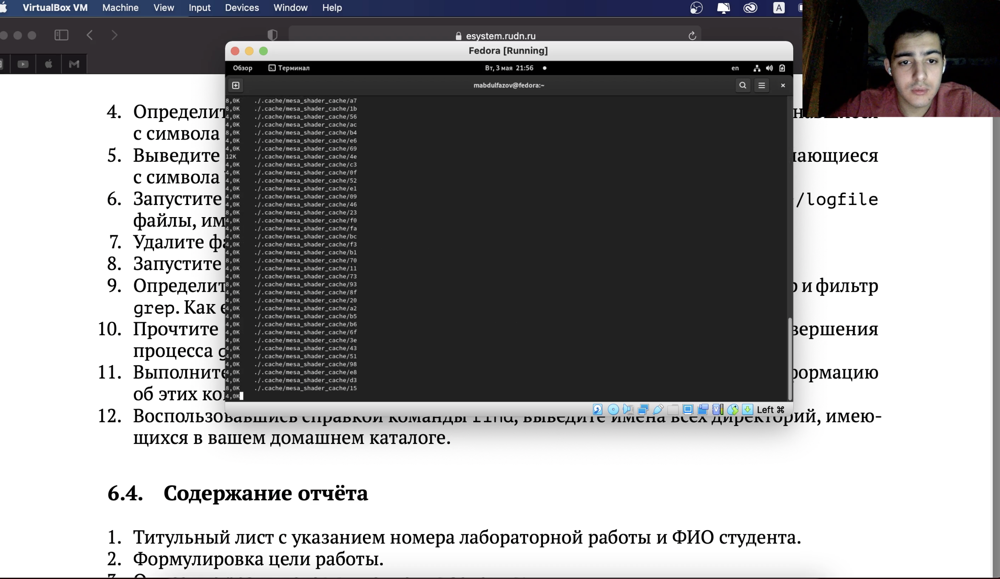 VirtualBox VM Machine View Input Devices Window Help
esystem.rudn.ru
Fedora [Running]
Обзор Терминал Вт, 3 мая 21:56 en
mabdulfazov@fedora:~
8,0K ./.cache/mesa_shader_cache/a7
8,0K ./.cache/mesa_shader_cache/1b
4,0K ./.cache/mesa_shader_cache/56
4,0K ./.cache/mesa_shader_cache/ac
8,0K ./.cache/mesa_shader_cache/b4
4,0K ./.cache/mesa_shader_cache/e6
4,0K ./.cache/mesa_shader_cache/69
12K ./.cache/mesa_shader_cache/4e
4,0K ./.cache/mesa_shader_cache/c3
4,0K ./.cache/mesa_shader_cache/0f
4,0K ./.cache/mesa_shader_cache/52
4,0K ./.cache/mesa_shader_cache/e1
4,0K ./.cache/mesa_shader_cache/09
4,0K ./.cache/mesa_shader_cache/46
8,0K ./.cache/mesa_shader_cache/23
4,0K ./.cache/mesa_shader_cache/f0
4,0K ./.cache/mesa_shader_cache/fa
4,0K ./.cache/mesa_shader_cache/bc
4,0K ./.cache/mesa_shader_cache/f3
4,0K ./.cache/mesa_shader_cache/b1
8,0K ./.cache/mesa_shader_cache/70
4,0K ./.cache/mesa_shader_cache/11
4,0K ./.cache/mesa_shader_cache/73
8,0K ./.cache/mesa_shader_cache/93
4,0K ./.cache/mesa_shader_cache/8f
4,0K ./.cache/mesa_shader_cache/20
4,0K ./.cache/mesa_shader_cache/a2
4,0K ./.cache/mesa_shader_cache/b5
4,0K ./.cache/mesa_shader_cache/b6
4,0K ./.cache/mesa_shader_cache/6f
4,0K ./.cache/mesa_shader_cache/3e
4,0K ./.cache/mesa_shader_cache/43
4,0K ./.cache/mesa_shader_cache/51
4,0K ./.cache/mesa_shader_cache/98
4,0K ./.cache/mesa_shader_cache/e8
4,0K ./.cache/mesa_shader_cache/d3
8,0K ./.cache/mesa_shader_cache/15
4,0K
Left ⌘
4. Определит
с символа
5. Выведите ающиеся
с символа
6. Запустите /logfile
файлы, им
7. Удалите фа
8. Запустите
9. Определит и фильтр
grep. Как
10. Прочтите вершения
процесса g
11. Выполните формацию
об этих ко
12. Воспользовавшись справкой команды find, выведите имена всех директорий, имею-
щихся в вашем домашнем каталоге.
6.4. Содержание отчёта
1. Титульный лист с указанием номера лабораторной работы и ФИО студента.
2. Формулировка цели работы.